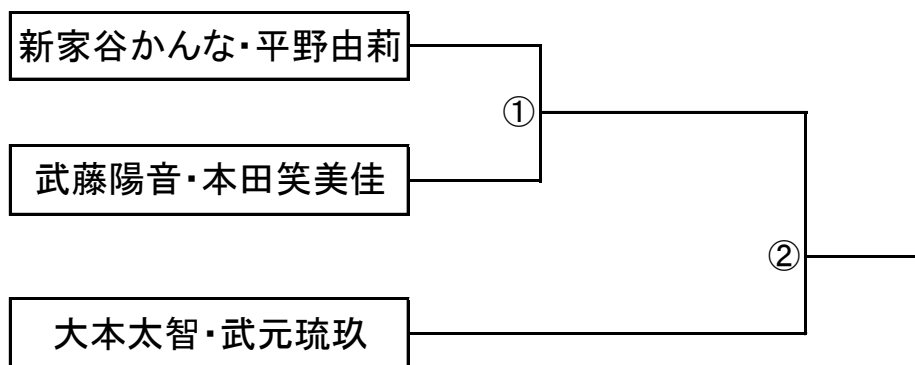 新家谷かんな・平野由莉
①
武藤陽音・本田笑美佳
②
大本太智・武元琉玖